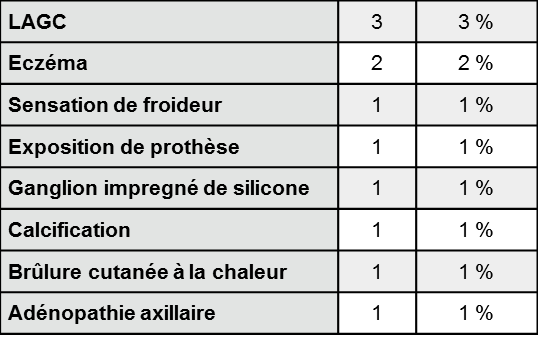 LAGC 3 3 %
Eczéma 2 2 %
Sensation de froideur 1 1 %
Exposition de prothèse 1 1 %
Ganglion impregné de silicone 1 1 %
Calcification 1 1 %
Brûlure cutanée à la chaleur 1 1 %
Adénopathie axillaire 1 1 %